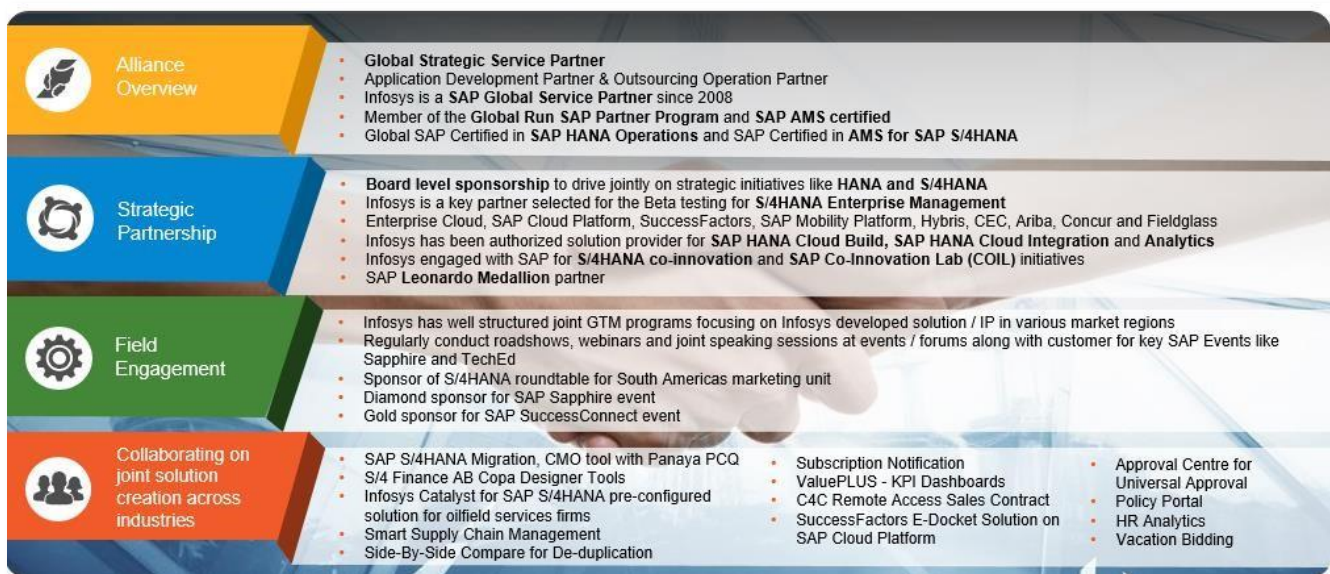 Alliance
Overview
• Global Strategic Service Partner
• Application Development Partner & Outsourcing Operation Partner
• Infosys is a SAP Global Service Partner since 2008
• Member of the Global Run SAP Partner Program and SAP AMS certified
• Global SAP Certified in SAP HANA Operations and SAP Certified in AMS for SAP S/4HANA
Strategic
Partnership
• Board level sponsorship to drive jointly on strategic initiatives like HANA and S/4HANA
• Infosys is a key partner selected for the Beta testing for S/4HANA Enterprise Management
• Enterprise Cloud, SAP Cloud Platform, SuccessFactors, SAP Mobility Platform, Hybris, CEC, Ariba, Concur and Fieldglass
• Infosys has been authorized solution provider for SAP HANA Cloud Build, SAP HANA Cloud Integration and Analytics
• Infosys engaged with SAP for S/4HANA co-innovation and SAP Co-Innovation Lab (COIL) initiatives
• SAP Leonardo Medallion partner
Field
Engagement
• Infosys has well structured joint GTM programs focusing on Infosys developed solution / IP in various market regions
• Regularly conduct roadshows, webinars and joint speaking sessions at events / forums along with customer for key SAP Events like
Sapphire and TechEd
• Sponsor of S/4HANA roundtable for South Americas marketing unit
• Diamond sponsor for SAP Sapphire event
• Gold sponsor for SAP SuccessConnect event
Collaborating on
joint solution
creation across
industries
• SAP S/4HANA Migration, CMO tool with Panaya PCQ
• S/4 Finance AB Copa Designer Tools
• Infosys Catalyst for SAP S/4HANA pre-configured
solution for oilfield services firms
• Smart Supply Chain Management
• Side-By-Side Compare for De-duplication
• Subscription Notification
• ValuePLUS - KPI Dashboards
• C4C Remote Access Sales Contract
• SuccessFactors E-Docket Solution on
SAP Cloud Platform
• Approval Centre for
Universal Approval
• Policy Portal
• HR Analytics
• Vacation Bidding